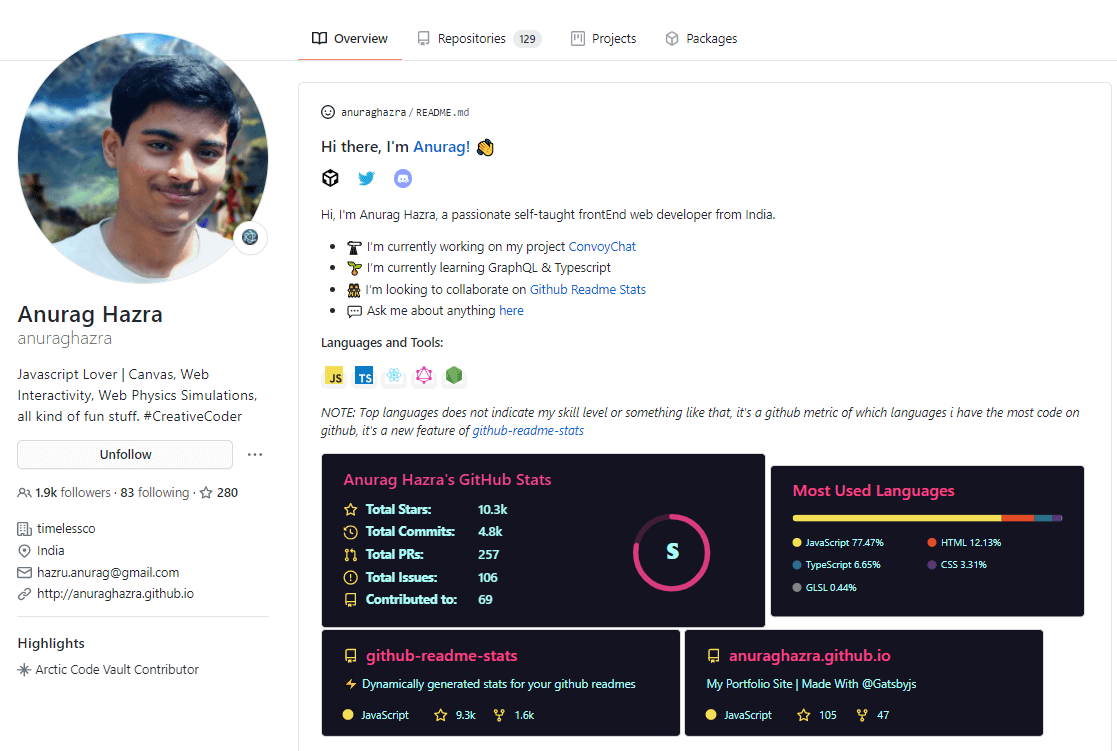 Overview
Repositories 129
Projects
Packages
Anurag Hazra
anuraghazra
Javascript Lover | Canvas, Web
Interactivity, Web Physics Simulations,
all kind of fun stuff. #CreativeCoder
Unfollow
1.9k followers · 83 following · 280
timelessco
India
hazru.anurag@gmail.com
http://anuraghazra.github.io
Highlights
Arctic Code Vault Contributor
anuraghazra / README.md
Hi there, I'm Anurag!
Hi, I'm Anurag Hazra, a passionate self-taught frontEnd web developer from India.
I'm currently working on my project ConvoyChat
I'm currently learning GraphQL & Typescript
I'm looking to collaborate on Github Readme Stats
Ask me about anything here
Languages and Tools:
JS TS
NOTE: Top languages does not indicate my skill level or something like that, it's a github metric of which languages i have the most code on
github, it's a new feature of github-readme-stats
Anurag Hazra's GitHub Stats
Total Stars: 10.3k
Total Commits: 4.8k
Total PRs: 257
Total Issues: 106
Contributed to: 69
S
Most Used Languages
JavaScript 77.47%
HTML 12.13%
TypeScript 6.65%
CSS 3.31%
GLSL 0.44%
github-readme-stats
Dynamically generated stats for your github readmes
JavaScript 9.3k 1.6k
anuraghazra.github.io
My Portfolio Site | Made With @Gatsbyjs
JavaScript 105 47